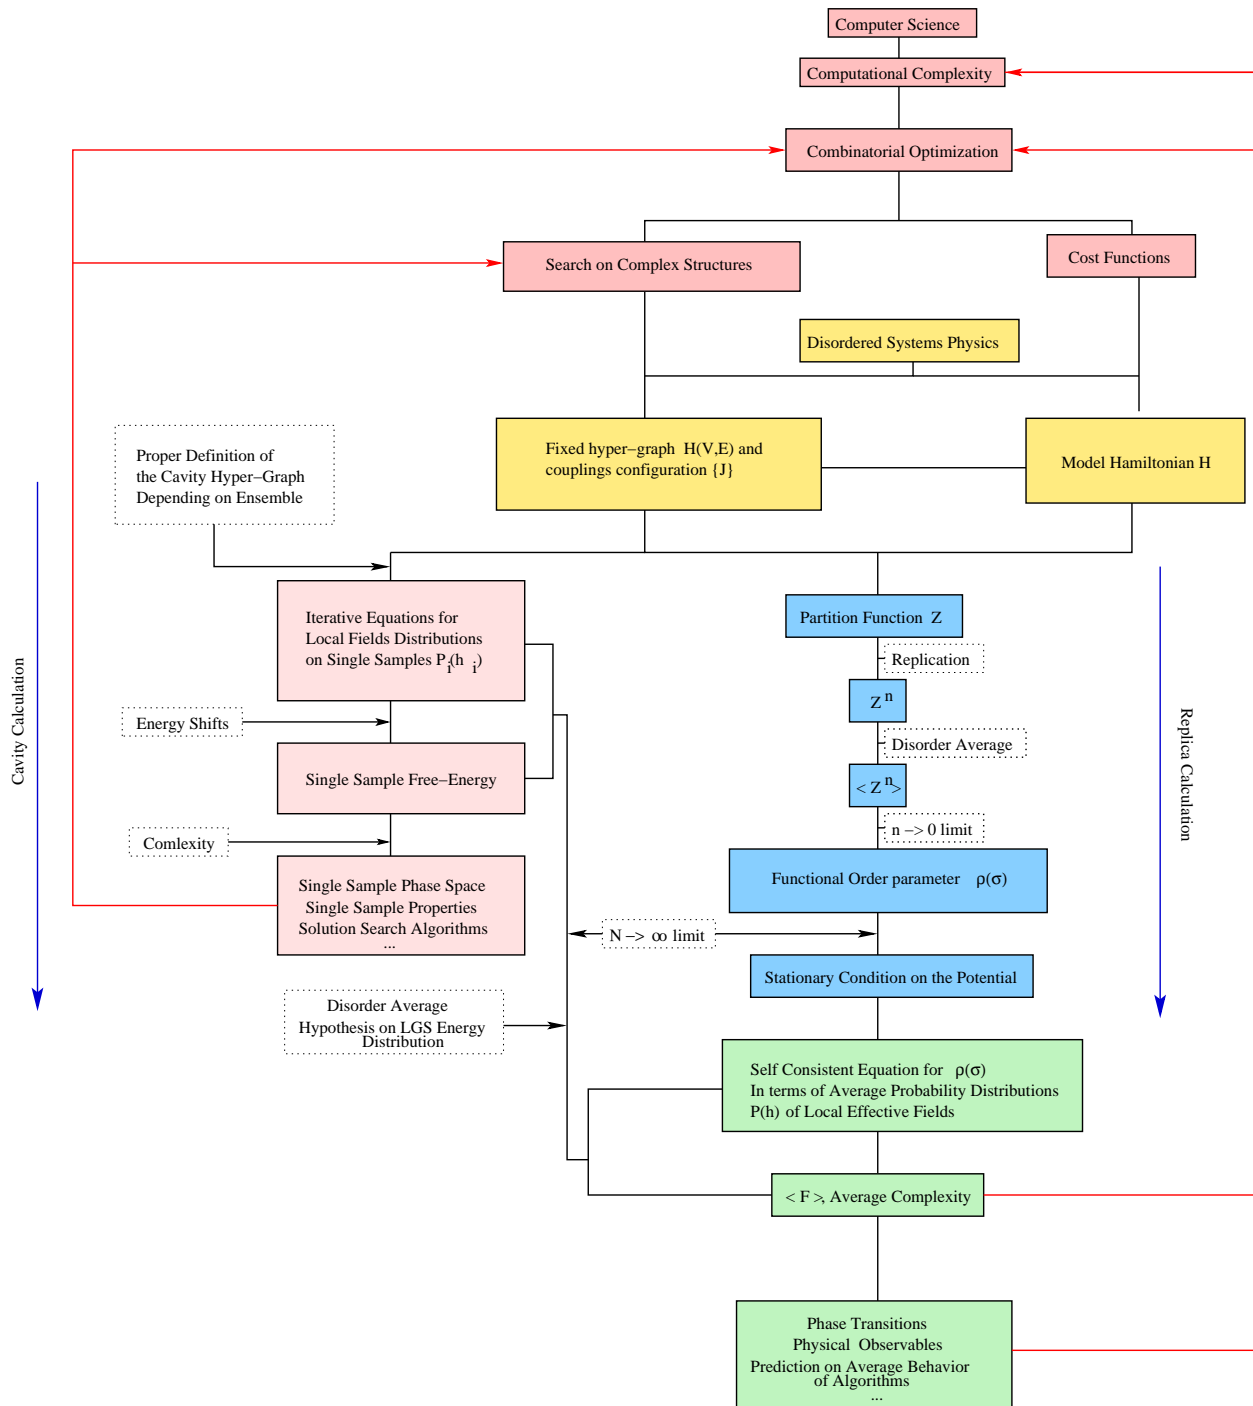 Computer Science
Computational Complexity
Combinatorial Optimization
Search on Complex Structures
Cost Functions
Disordered Systems Physics
Proper Definition of
the Cavity Hyper-Graph
Depending on Ensemble
Fixed hyper-graph H(V,E) and
couplings configuration {J}
Model Hamiltonian H
Cavity Calculation
Iterative Equations for
Local Fields Distributions
on Single Samples P_i(h_i)
Energy Shifts
Single Sample Free-Energy
Comlexity
Single Sample Phase Space
Single Sample Properties
Solution Search Algorithms
...
Partition Function Z
Replication
Z^n
Disorder Average
< Z^n >
n -> 0 limit
Functional Order parameter ρ(σ)
Replica Calculation
N -> ∞ limit
Stationary Condition on the Potential
Disorder Average
Hypothesis on LGS Energy
Distribution
Self Consistent Equation for ρ(σ)
In terms of Average Probability Distributions
P(h) of Local Effective Fields
< F >, Average Complexity
Phase Transitions
Physical Observables
Prediction on Average Behavior
of Algorithms
...